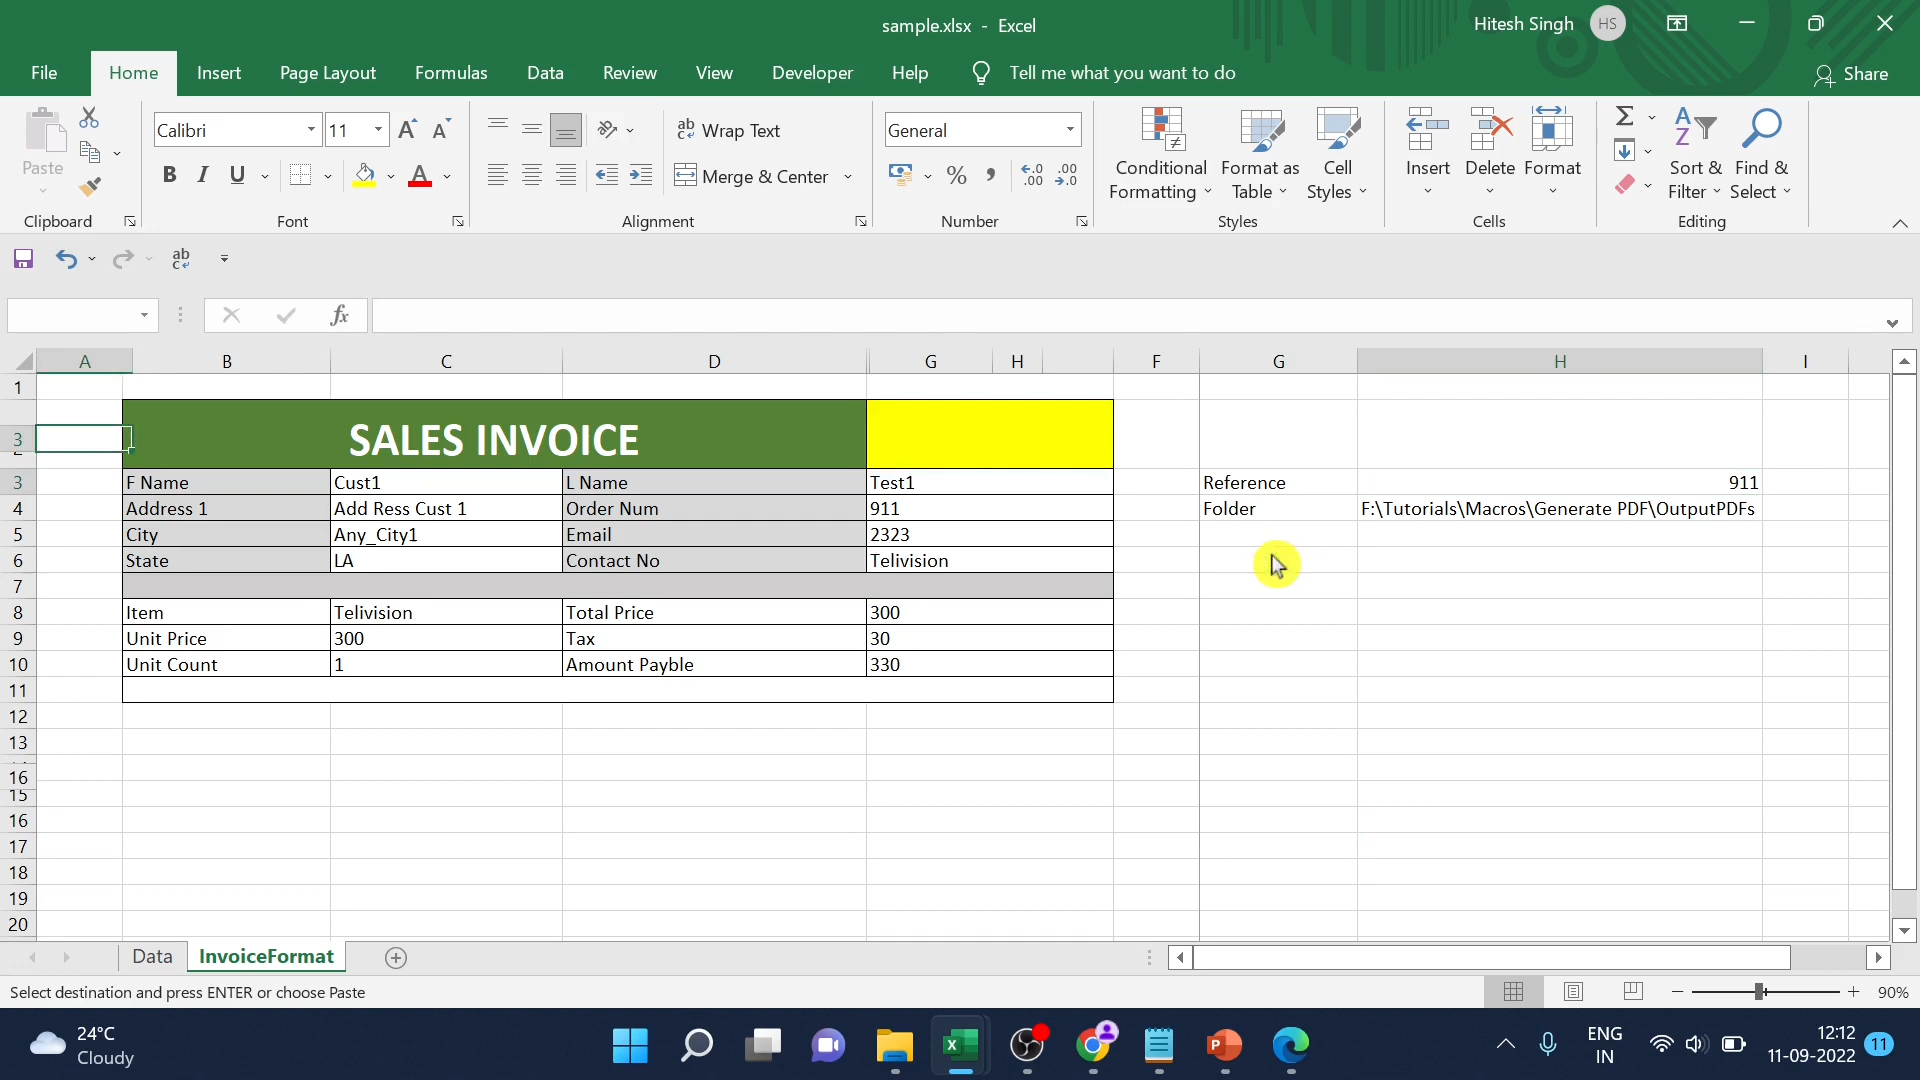 sample.xlsx - Excel
Hitesh Singh HS
File Home Insert Page Layout Formulas Data Review View Developer Help Tell me what you want to do Share
Calibri 11 Wrap Text General
Paste B I U A Merge & Center % Conditional Formatting Format as Table Cell Styles Insert Delete Format Sort & Filter Find & Select
Clipboard Font Alignment Number Styles Cells Editing
fx
A B C D G H F G H I
1
SALES INVOICE
3
3 F Name Cust1 L Name Test1 Reference 911
4 Address 1 Add Ress Cust 1 Order Num 911 Folder F:\Tutorials\Macros\Generate PDF\OutputPDFs
5 City Any_City1 Email 2323
6 State LA Contact No Telivision
7
8 Item Telivision Total Price 300
9 Unit Price 300 Tax 30
10 Unit Count 1 Amount Payble 330
11
12
13
16
15
16
17
18
19
20
Data InvoiceFormat
Select destination and press ENTER or choose Paste 90%
24°C
Cloudy
ENG
IN
12:12
11-09-2022
11